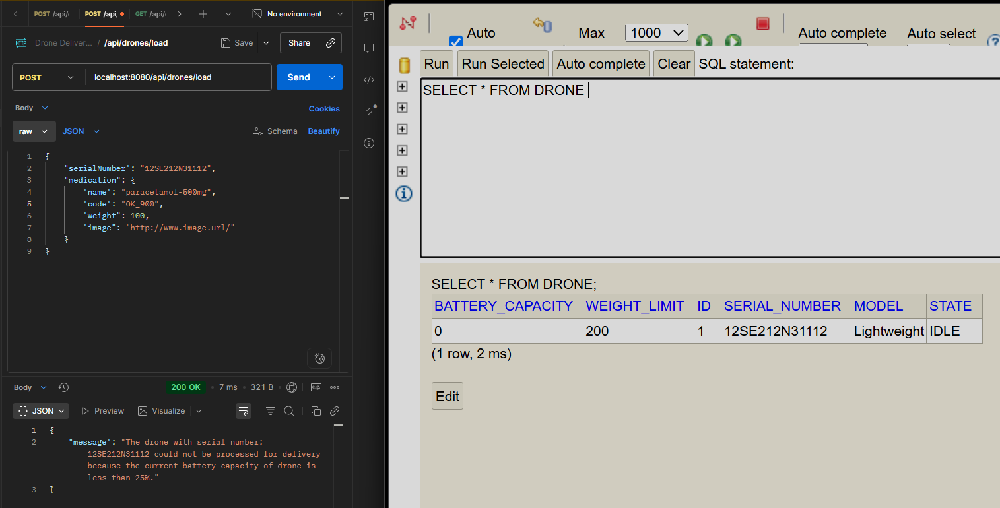 POST /api/
POST /api,
GET /api/
No environment
HTTP
Drone Deliver... / /api/drones/load
Save
Share
POST
localhost:8080/api/drones/load
Send
Body
Cookies
raw
JSON
Schema
Beautify
1 {
2 "serialNumber": "12SE212N31112",
3 "medication": {
4 "name": "paracetamol-500mg",
5 "code": "OK_900",
6 "weight": 100,
7 "image": "http://www.image.url/"
8 }
9 }
Body
200 OK • 7 ms • 321 B
e.g.
{} JSON
Preview
Visualize
1 {
2 "message": "The drone with serial number:
12SE212N31112 could not be processed for delivery
because the current battery capacity of drone is
less than 25%."
3 }
Auto
Max
1000
Auto complete
Auto select
Run
Run Selected
Auto complete
Clear
SQL statement:
SELECT * FROM DRONE
SELECT * FROM DRONE;
BATTERY_CAPACITY WEIGHT_LIMIT ID SERIAL_NUMBER MODEL STATE
0 200 1 12SE212N31112 Lightweight IDLE
(1 row, 2 ms)
Edit